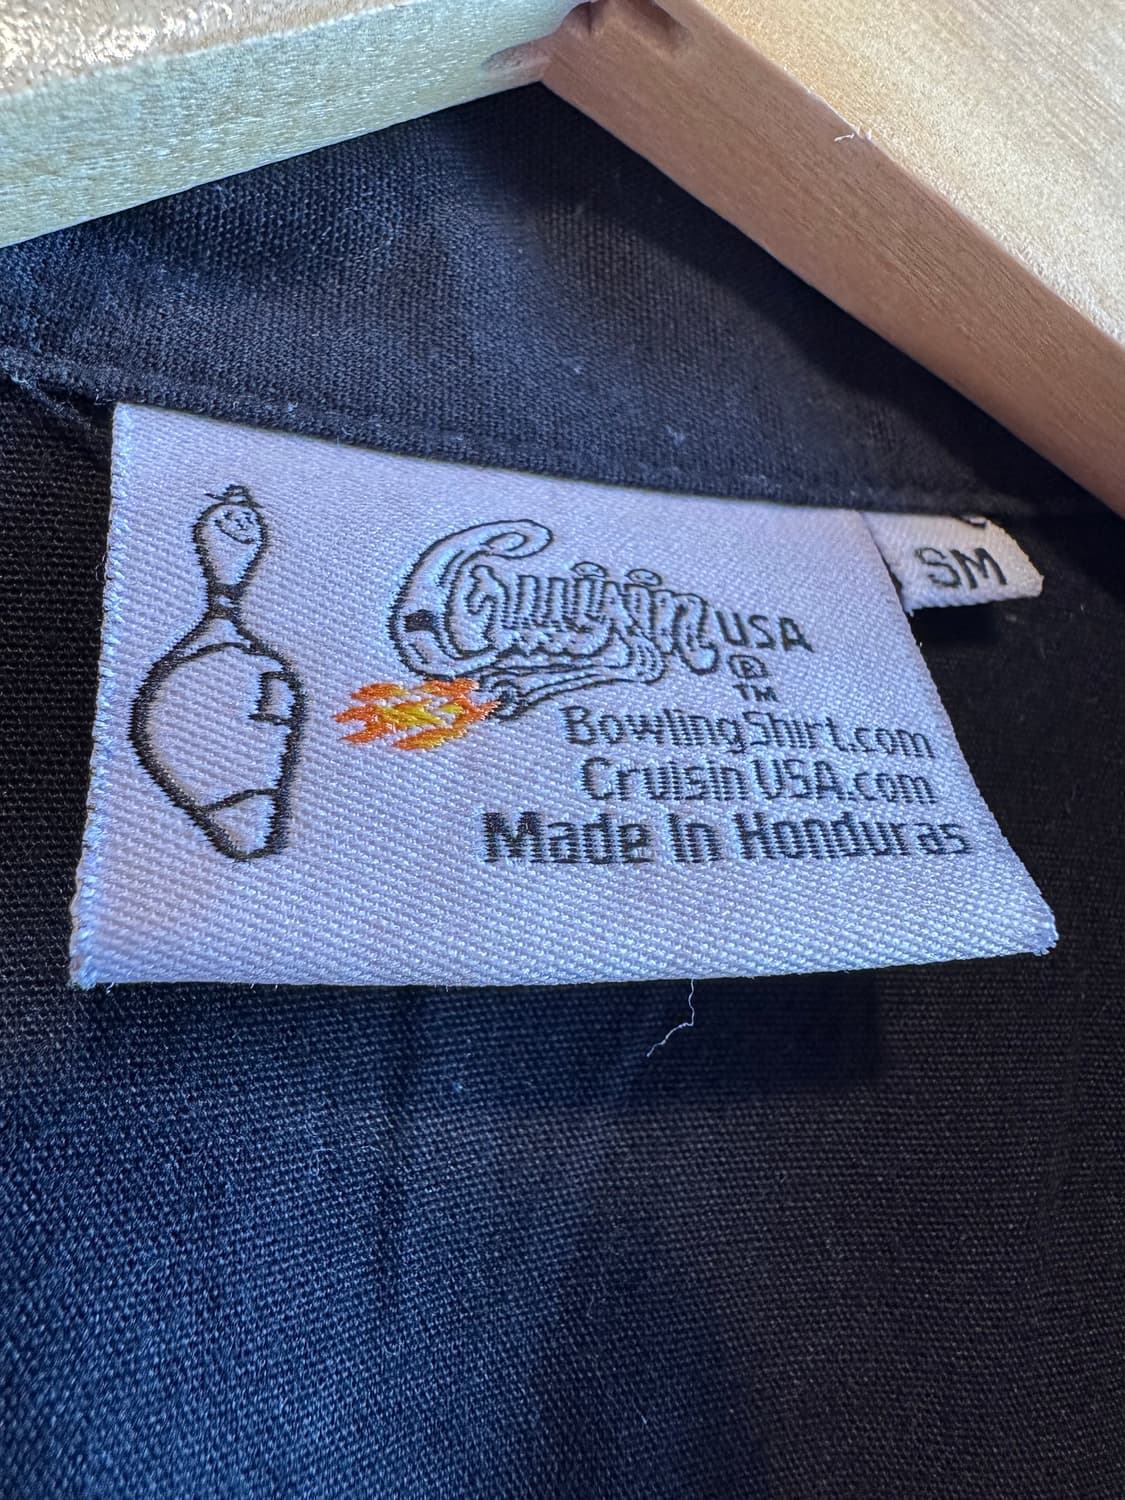 Cruisin USA
®
TM
BowlingShirt.com
CruisinUSA.com
Made In Honduras
SM